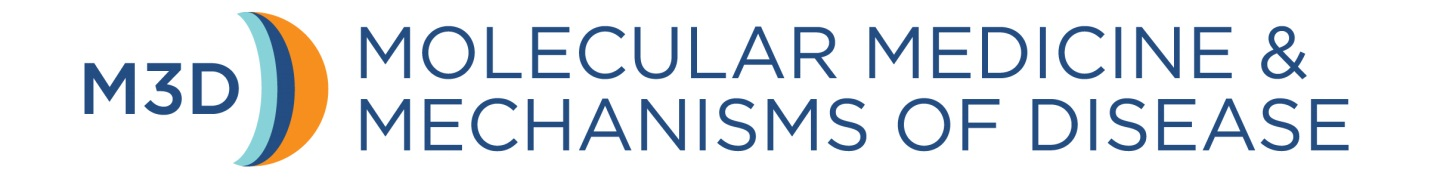 M3D
MOLECULAR MEDICINE &
MECHANISMS OF DISEASE